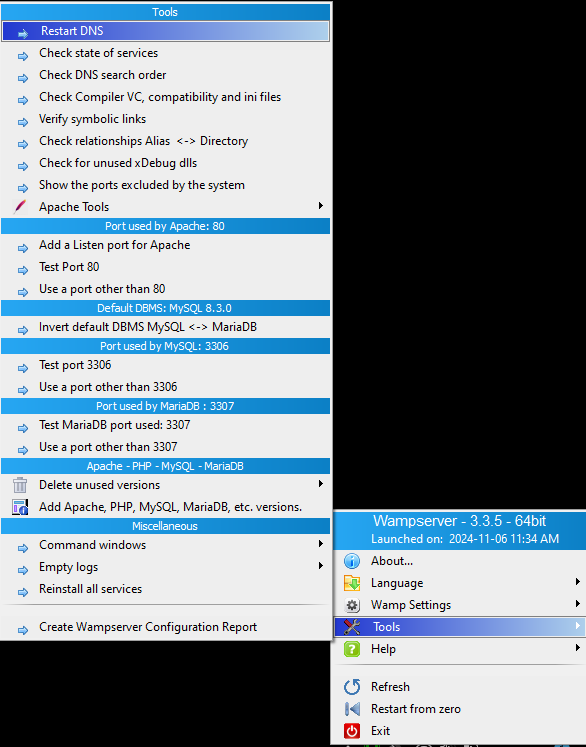 Tools
Restart DNS
Check state of services
Check DNS search order
Check Compiler VC, compatibility and ini files
Verify symbolic links
Check relationships Alias <-> Directory
Check for unused xDebug dlls
Show the ports excluded by the system
Apache Tools
Port used by Apache: 80
Add a Listen port for Apache
Test Port 80
Use a port other than 80
Default DBMS: MySQL 8.3.0
Invert default DBMS MySQL <-> MariaDB
Port used by MySQL: 3306
Test port 3306
Use a port other than 3306
Port used by MariaDB : 3307
Test MariaDB port used: 3307
Use a port other than 3307
Apache - PHP - MySQL - MariaDB
Delete unused versions
Add Apache, PHP, MySQL, MariaDB, etc. versions.
Miscellaneous
Command windows
Empty logs
Reinstall all services
Create Wampserver Configuration Report
Wampserver - 3.3.5 - 64bit
Launched on: 2024-11-06 11:34 AM
About...
Language
Wamp Settings
Tools
Help
Refresh
Restart from zero
Exit